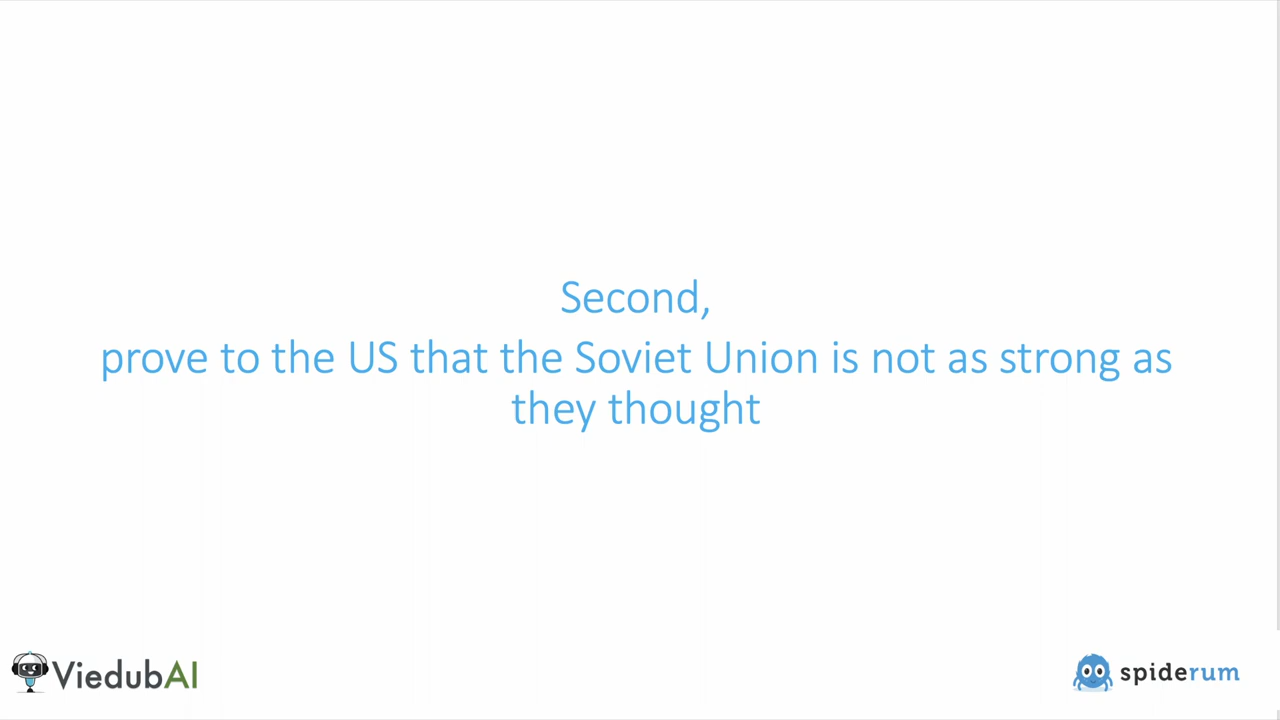 Second,
prove to the US that the Soviet Union is not as strong as
they thought
ViedubAI
spiderum